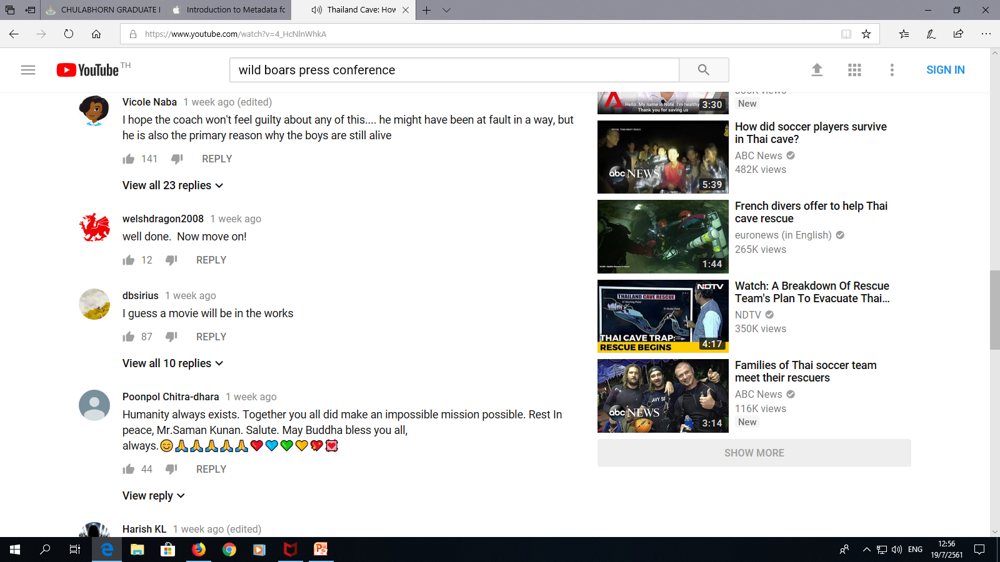 CHULABHORN GRADUATE I
Introduction to Metadata fo
Thailand Cave: Hov
https://www.youtube.com/watch?v=4_HcNlnWhkA
YouTube TH
wild boars press conference
SIGN IN
Vicole Naba 1 week ago (edited)
I hope the coach won't feel guilty about any of this.... he might have been at fault in a way, but
he is also the primary reason why the boys are still alive
141 REPLY
View all 23 replies
welshdragon2008 1 week ago
well done.  Now move on!
12 REPLY
dbsirius 1 week ago
I guess a movie will be in the works
87 REPLY
View all 10 replies
Poonpol Chitra-dhara 1 week ago
Humanity always exists. Together you all did make an impossible mission possible. Rest In
peace, Mr.Saman Kunan. Salute. May Buddha bless you all,
always.😊🙏🙏🙏🙏🙏❤💙💚💛💖💟
44 REPLY
View reply
Harish KL 1 week ago (edited)
Hello. My name is Note. I'm healthy
Thank you for saving us
3:30
views
New
ROYAL THAI NAVY SEALS
abc NEWS
5:39
How did soccer players survive
in Thai cave?
ABC News
482K views
1:44
French divers offer to help Thai
cave rescue
euronews (in English)
265K views
NDTV
THAILAND CAVE RESCUE
THAI CAVE TRAP:
RESCUE BEGINS
4:17
Watch: A Breakdown Of Rescue
Team's Plan To Evacuate Thai...
NDTV
350K views
abc NEWS
3:14
Families of Thai soccer team
meet their rescuers
ABC News
116K views
New
SHOW MORE
ENG
12:56
19/7/2561